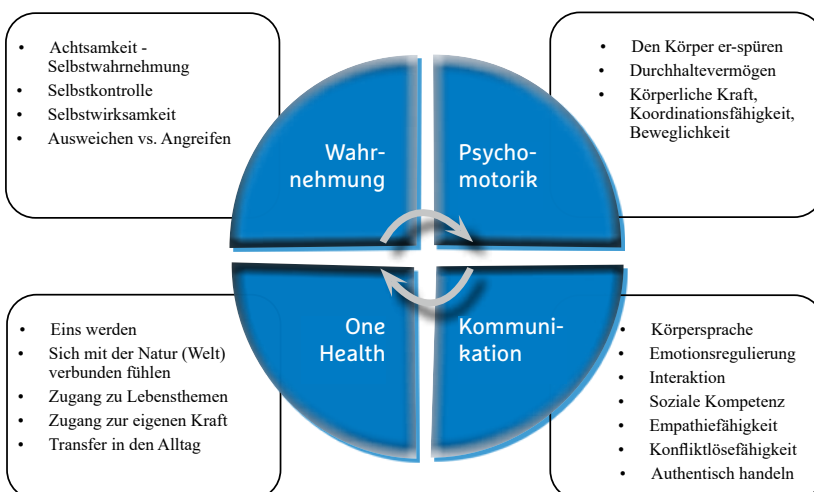 • Achtsamkeit -
Selbstwahrnehmung
• Selbstkontrolle
• Selbstwirksamkeit
• Ausweichen vs. Angreifen
• Den Körper er-spüren
• Durchhaltevermögen
• Körperliche Kraft,
Koordinationsfähigkeit,
Beweglichkeit
Wahr-
nehmung
Psycho-
motorik
One
Health
Kommuni-
kation
• Eins werden
• Sich mit der Natur (Welt)
verbunden fühlen
• Zugang zu Lebensthemen
• Zugang zur eigenen Kraft
• Transfer in den Alltag
• Körpersprache
• Emotionsregulierung
• Interaktion
• Soziale Kompetenz
• Empathiefähigkeit
• Konfliktlösefähigkeit
• Authentisch handeln